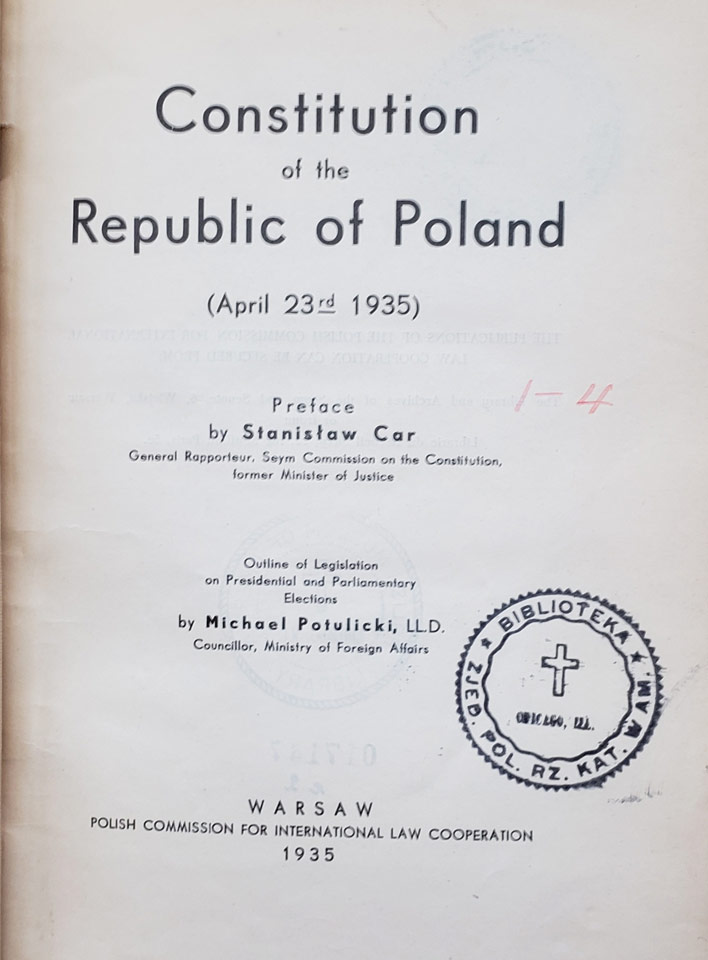 Constitution
of the
Republic of Poland
(April 23rd 1935)
1 – 4
Preface
by Stanisław Car
General Rapporteur, Seym Commission on the Constitution,
former Minister of Justice
Outline of Legislation
on Presidential and Parliamentary
Elections
by Michael Potulicki, LL.D.
Councillor, Ministry of Foreign Affairs
★ BIBLIOTEKA ★
ZJED. POL. RZ. KAT. W AM.
CHICAGO, ILL.
WARSAW
POLISH COMMISSION FOR INTERNATIONAL LAW COOPERATION
1935